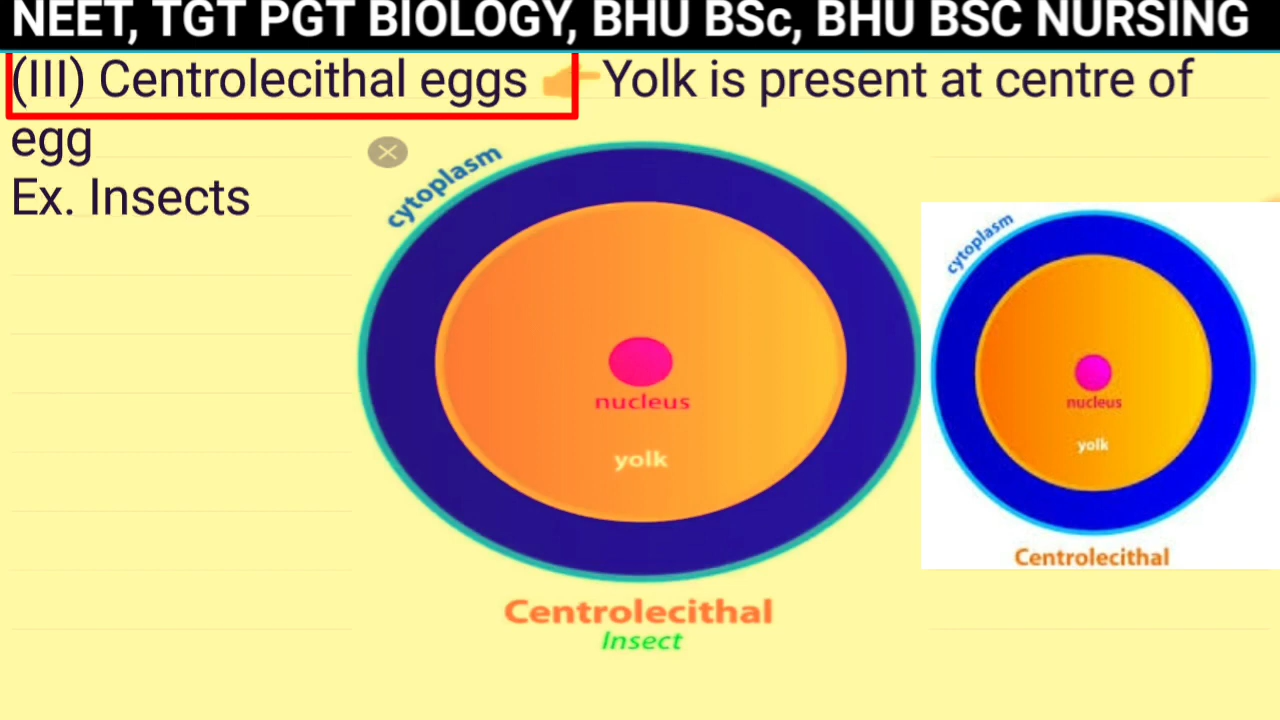 NEET, TGT PGT BIOLOGY, BHU BSc, BHU BSC NURSING
(III) Centrolecithal eggs 👉 Yolk is present at centre of
egg
Ex. Insects
cytoplasm
nucleus
yolk
Centrolecithal
Insect
cytoplasm
nucleus
yolk
Centrolecithal